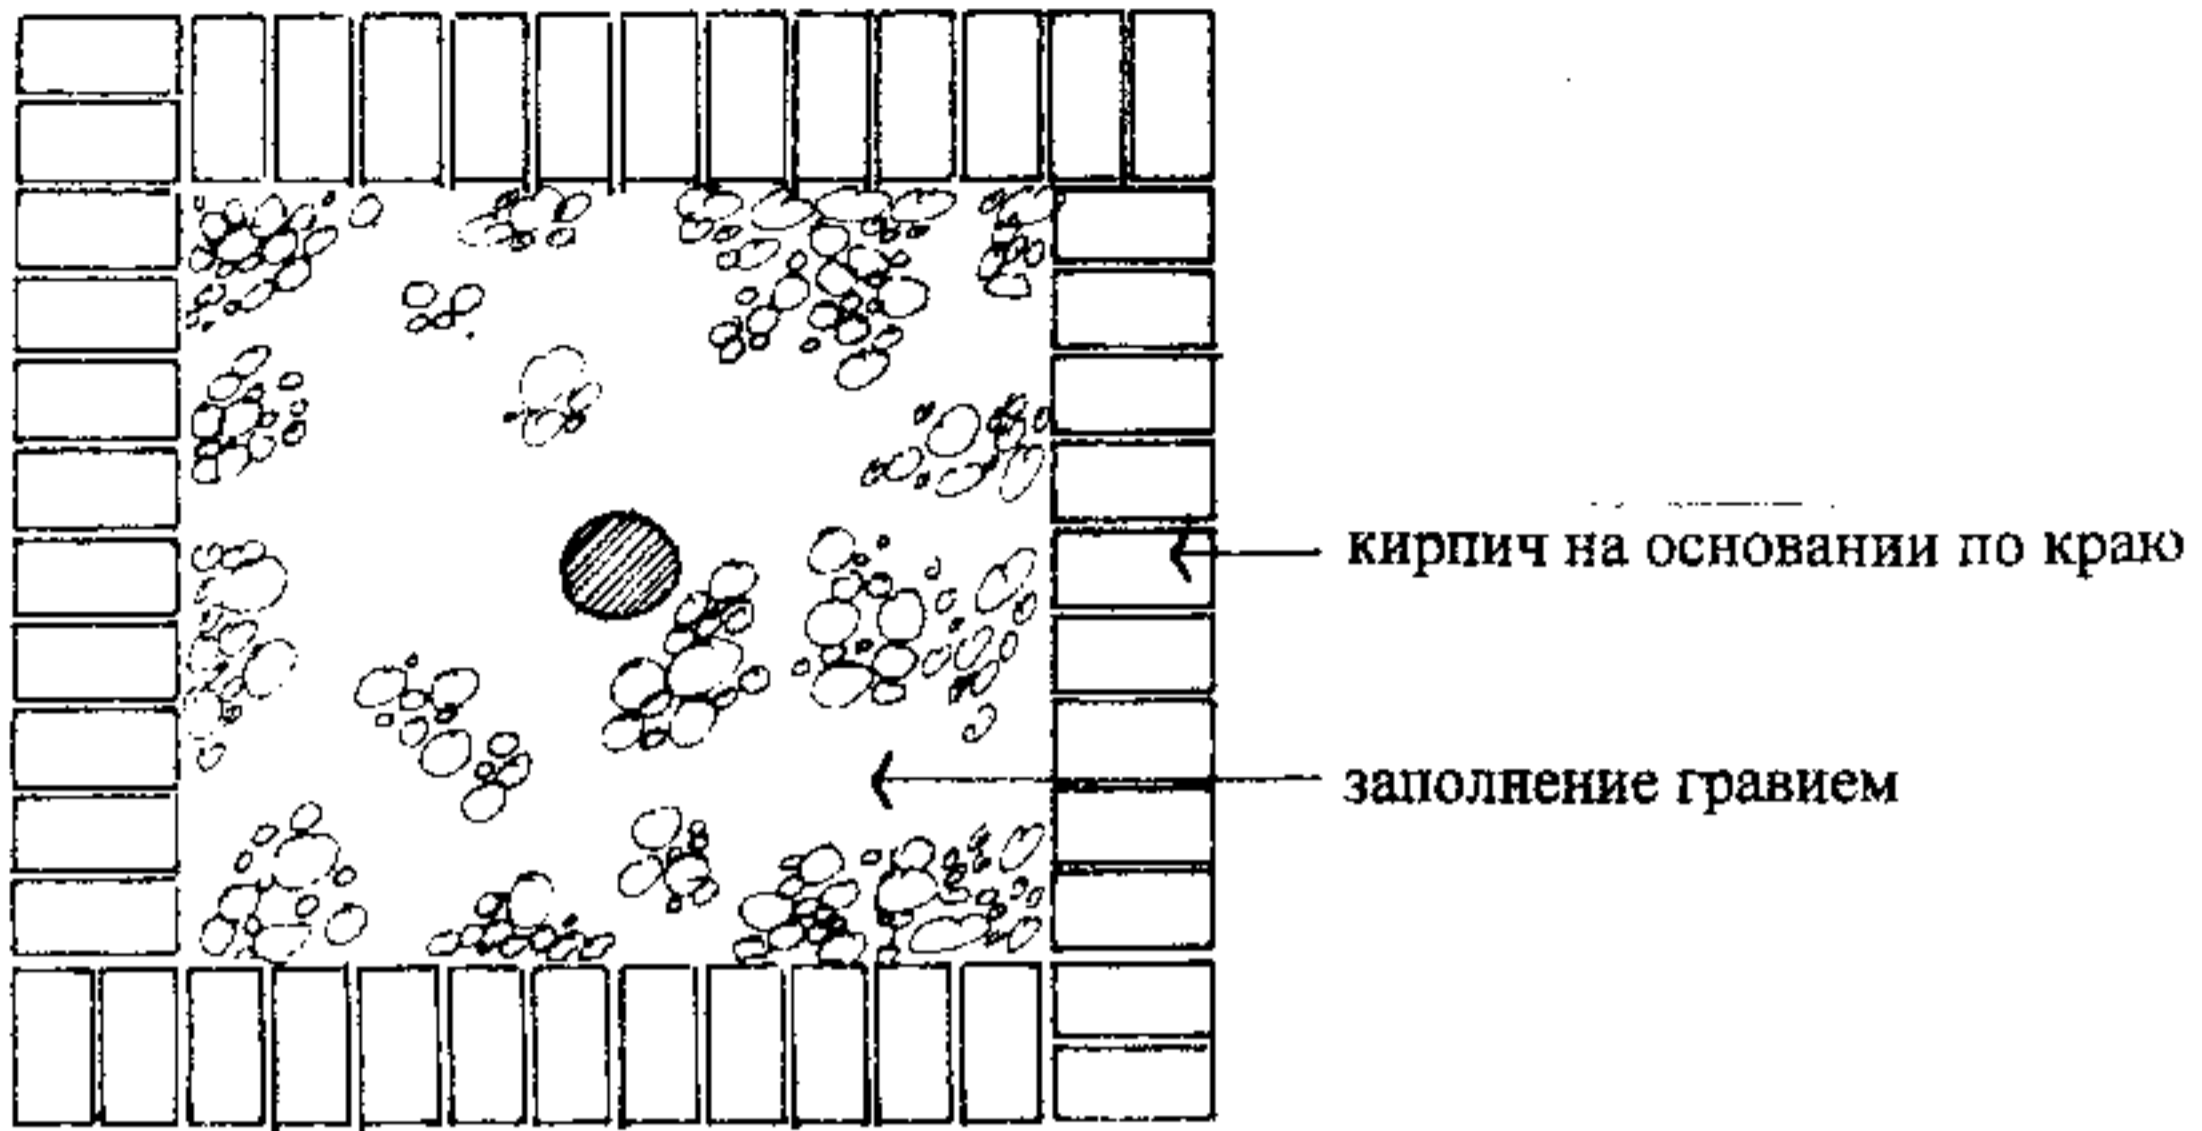 кирпич на основании по краю
заполнение гравием